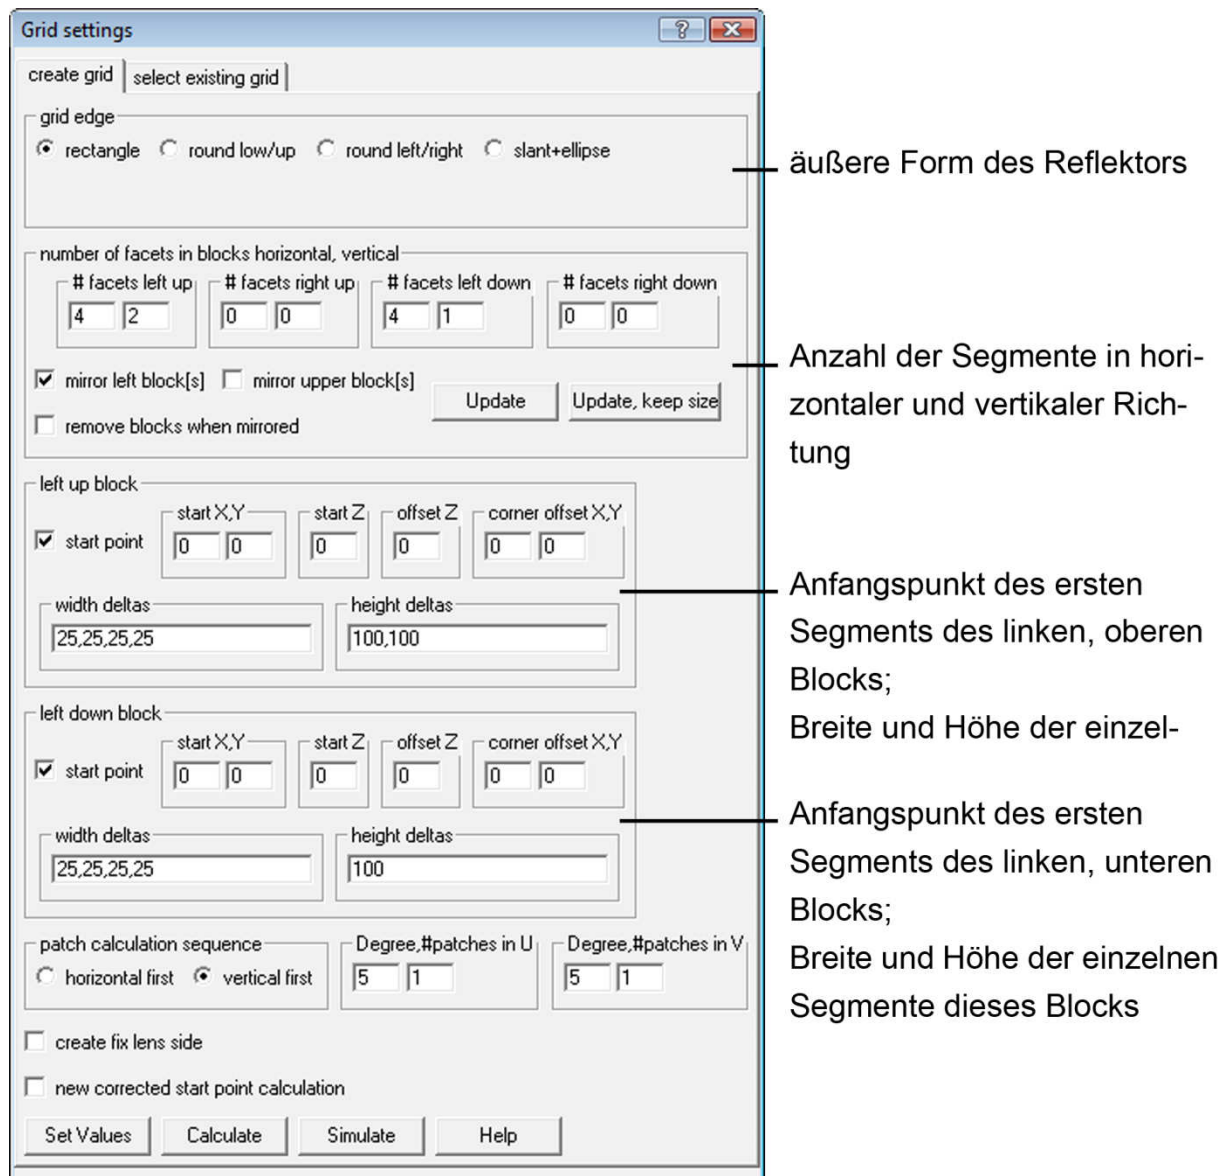 Grid settings
create grid
select existing grid
grid edge
rectangle
round low/up
round left/right
slant+ellipse
äußere Form des Reflektors
number of facets in blocks horizontal, vertical
# facets left up
# facets right up
# facets left down
# facets right down
4 2
0 0
4 1
0 0
mirror left block[s]
mirror upper block[s]
remove blocks when mirrored
Update
Update, keep size
Anzahl der Segmente in hori-
zontaler und vertikaler Rich-
tung
left up block
start point
start X,Y
start Z
offset Z
corner offset X,Y
0 0
0
0
0 0
width deltas
height deltas
25,25,25,25
100,100
Anfangspunkt des ersten
Segments des linken, oberen
Blocks;
Breite und Höhe der einzel-
left down block
start point
start X,Y
start Z
offset Z
corner offset X,Y
0 0
0
0
0 0
width deltas
height deltas
25,25,25,25
100
Anfangspunkt des ersten
Segments des linken, unteren
Blocks;
Breite und Höhe der einzelnen
Segmente dieses Blocks
patch calculation sequence
horizontal first
vertical first
Degree,#patches in U
5 1
Degree,#patches in V
5 1
create fix lens side
new corrected start point calculation
Set Values
Calculate
Simulate
Help